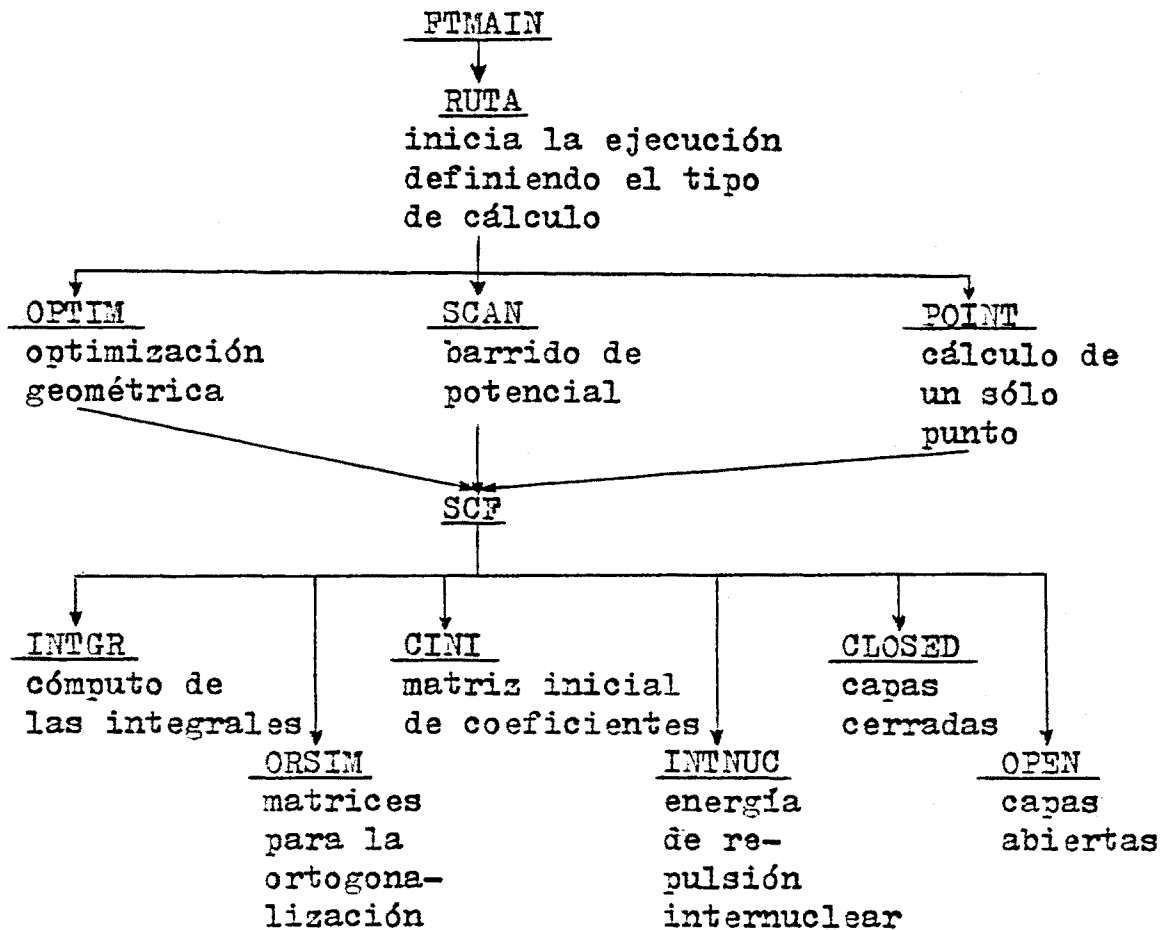 FTMAIN
RUTA
inicia la ejecución
definiendo el tipo
de cálculo
OPTIM
optimización
geométrica
SCAN
barrido de
potencial
POINT
cálculo de
un sólo
punto
SCF
INTGR
cómputo de
las integrales
ORSIM
matrices
para la
ortogona-
lización
CINI
matriz inicial
de coeficientes
INTNUC
energía
de re-
pulsión
internuclear
CLOSED
capas
cerradas
OPEN
capas
abiertas